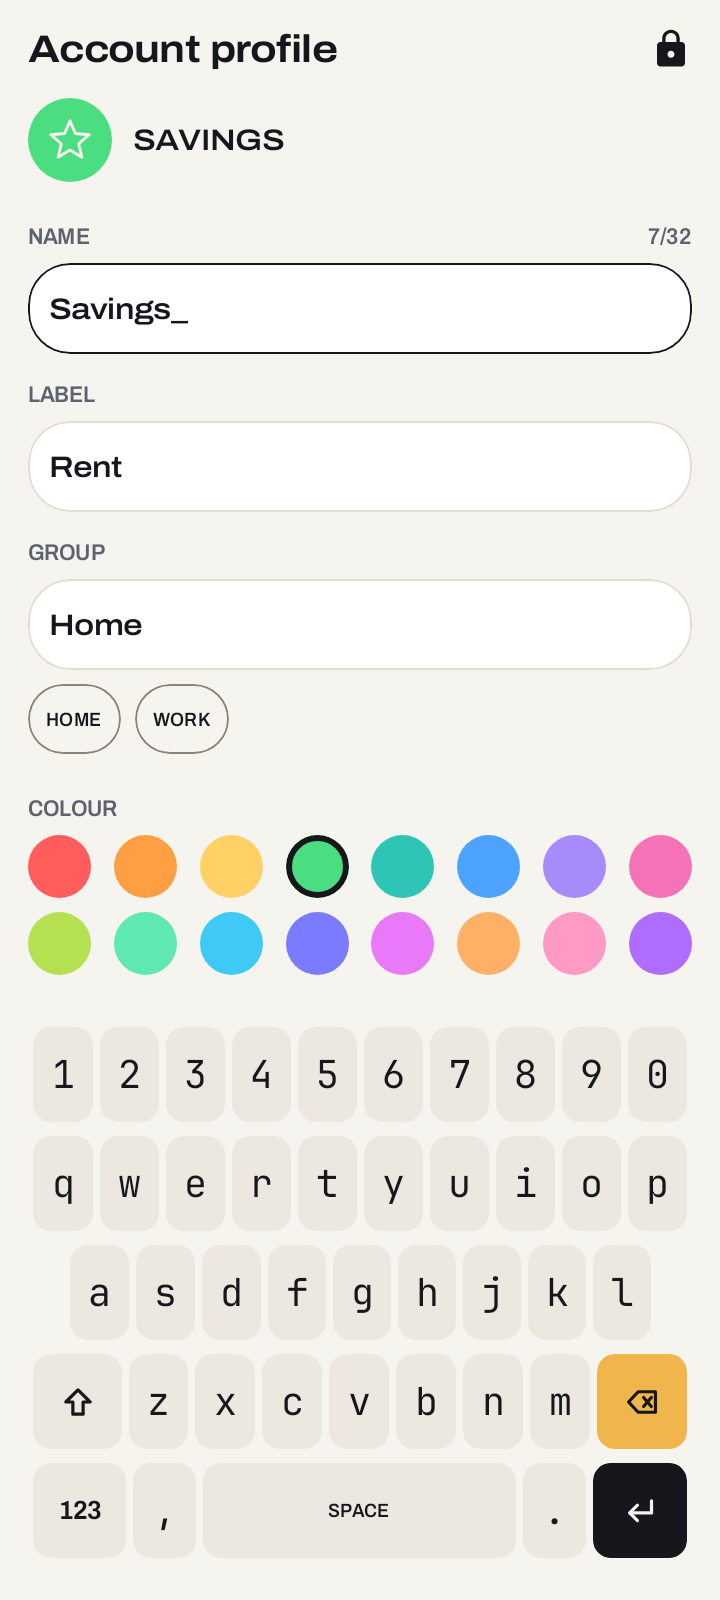 Account profile
SAVINGS
NAME 7/32
Savings_
LABEL
Rent
GROUP
Home
HOME WORK
COLOUR
1 2 3 4 5 6 7 8 9 0
q w e r t y u i o p
a s d f g h j k l
z x c v b n m
123 , SPACE .